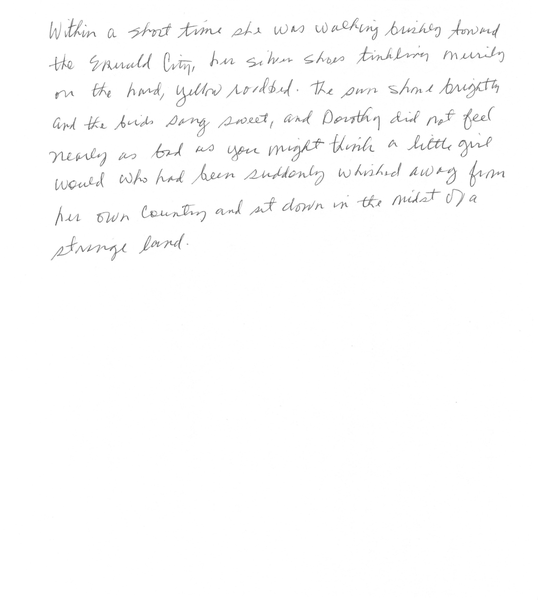 Within a short time she was walking briskly toward
the Emerald City, her silver shoes tinkling merrily
on the hard, yellow roadbed. The sun shone brightly
and the birds sang sweet, and Dorothy did not feel
nearly as bad as you might think a little girl
would who had been suddenly whisked away from
her own country and set down in the midst of a
strange land.